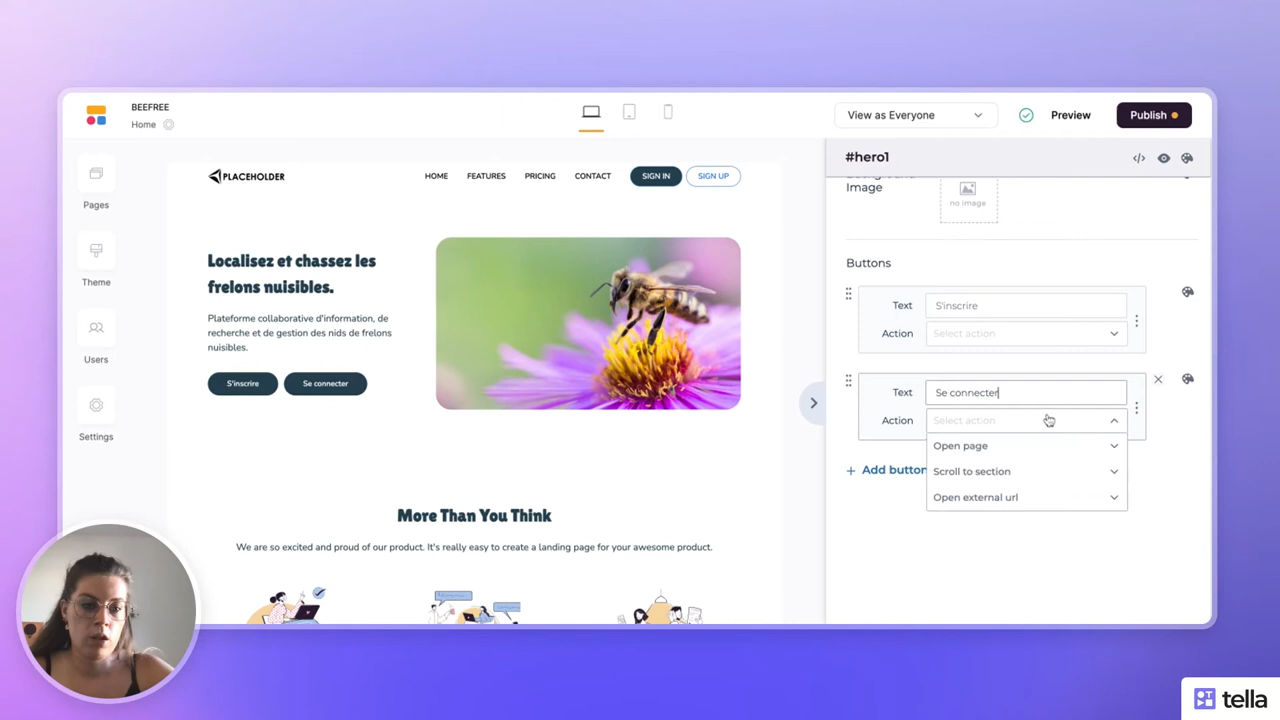 BEEFREE
Home
View as Everyone
Preview
Publish
Pages
Theme
Users
Settings
PLACEHOLDER
HOME
FEATURES
PRICING
CONTACT
SIGN IN
SIGN UP
Localisez et chassez les
frelons nuisibles.
Plateforme collaborative d'information, de
recherche et de gestion des nids de frelons
nuisibles.
S'inscrire
Se connecter
More Than You Think
We are so excited and proud of our product. It's really easy to create a landing page for your awesome product.
#hero1
Background
Image
no image
Buttons
Text
S'inscrire
Action
Select action
Text
Se connecter
Action
Select action
Open page
Scroll to section
Open external url
+ Add button
tella